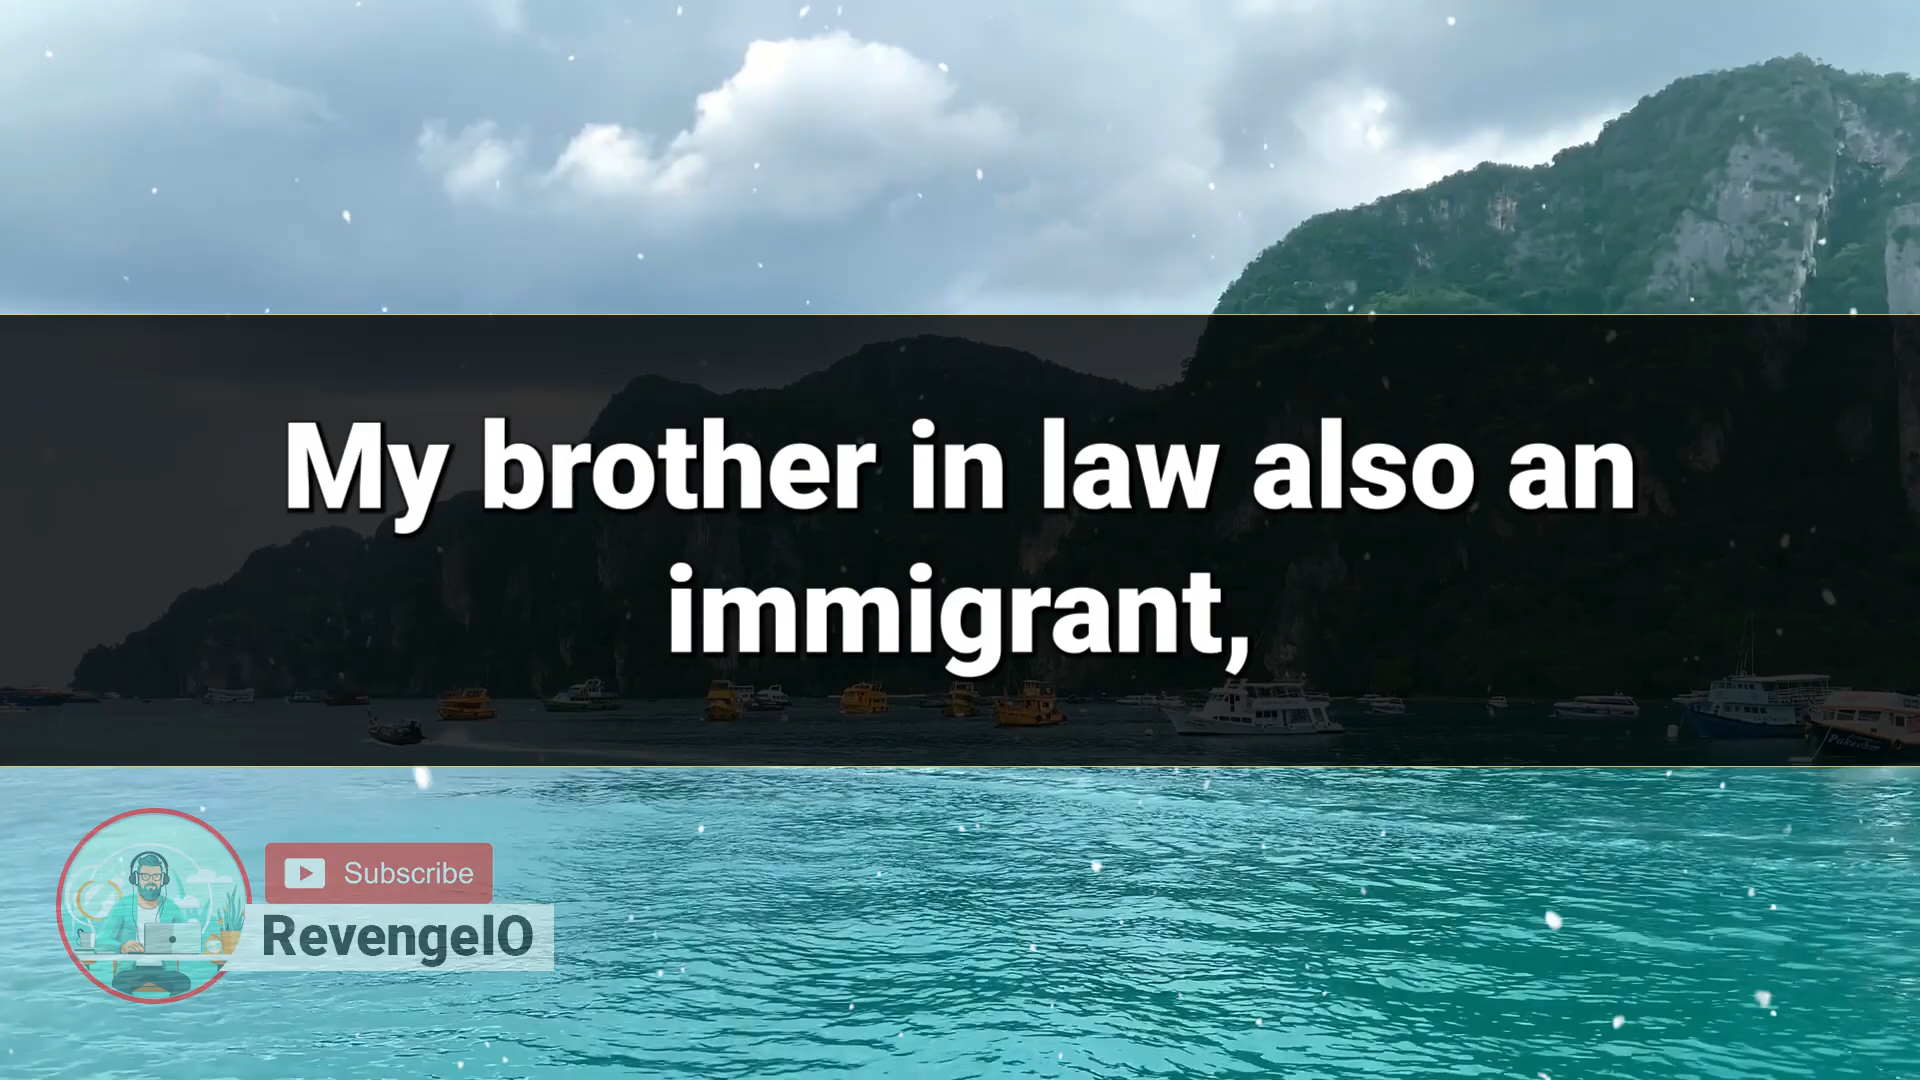 My brother in law also an
immigrant,
Subscribe
RevengeIO